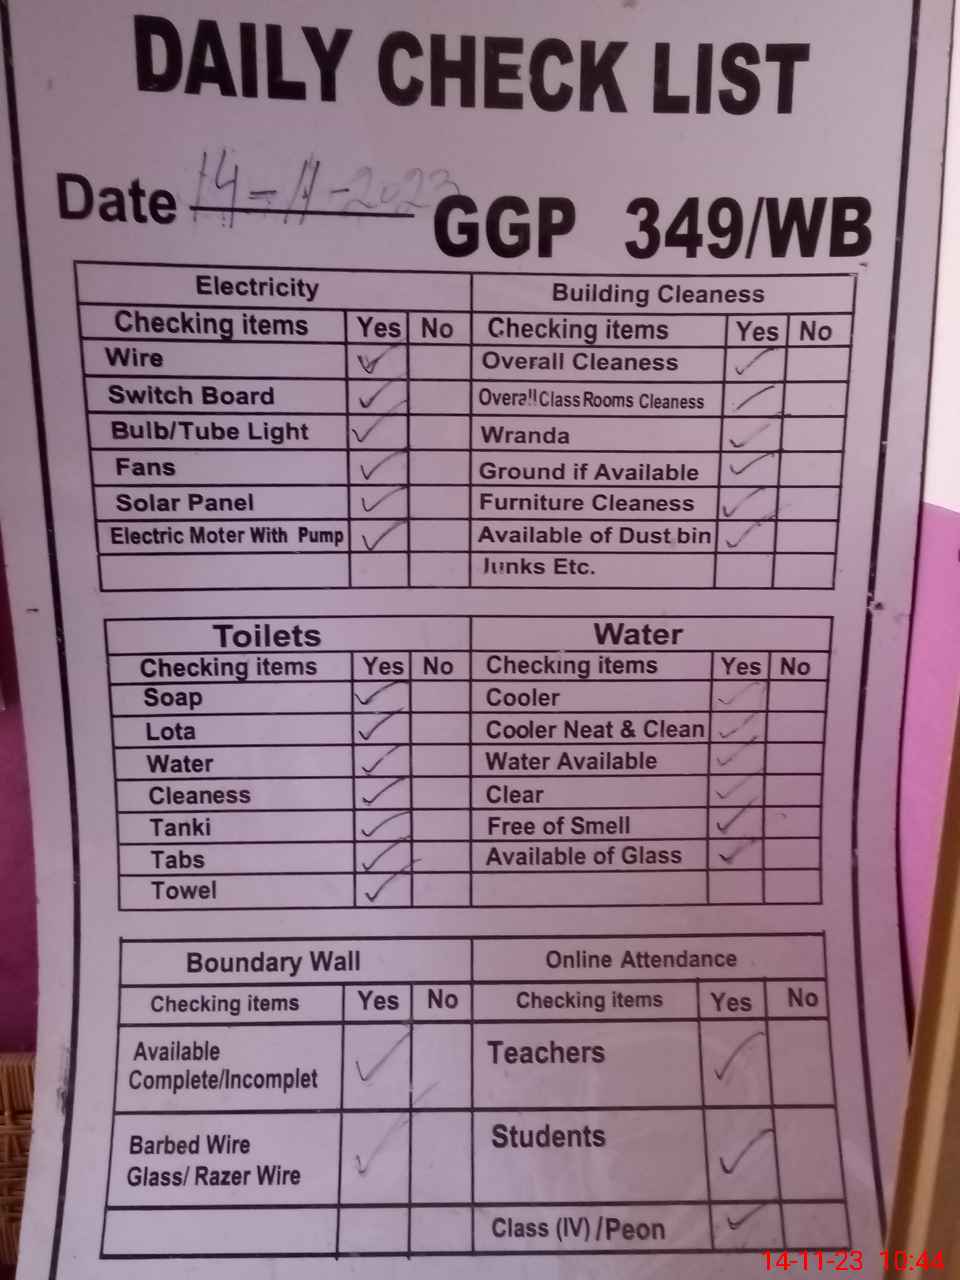 DAILY CHECK LIST
Date 14-11-2023 GGP 349/WB
Electricity Building Cleaness
Checking items Yes No Checking items Yes No
Wire ✓ Overall Cleaness ✓
Switch Board ✓ Overall Class Rooms Cleaness ✓
Bulb/Tube Light ✓ Wranda ✓
Fans ✓ Ground if Available ✓
Solar Panel ✓ Furniture Cleaness ✓
Electric Moter With Pump ✓ Available of Dust bin ✓
Junks Etc.
Toilets Water
Checking items Yes No Checking items Yes No
Soap ✓ Cooler ✓
Lota ✓ Cooler Neat & Clean ✓
Water ✓ Water Available ✓
Cleaness ✓ Clear ✓
Tanki ✓ Free of Smell ✓
Tabs ✓ Available of Glass ✓
Towel ✓
Boundary Wall Online Attendance
Checking items Yes No Checking items Yes No
Available
Complete/Incomplet ✓ Teachers ✓
Barbed Wire
Glass/ Razer Wire ✓ Students ✓
Class (IV) /Peon ✓
14-11-23 10:44